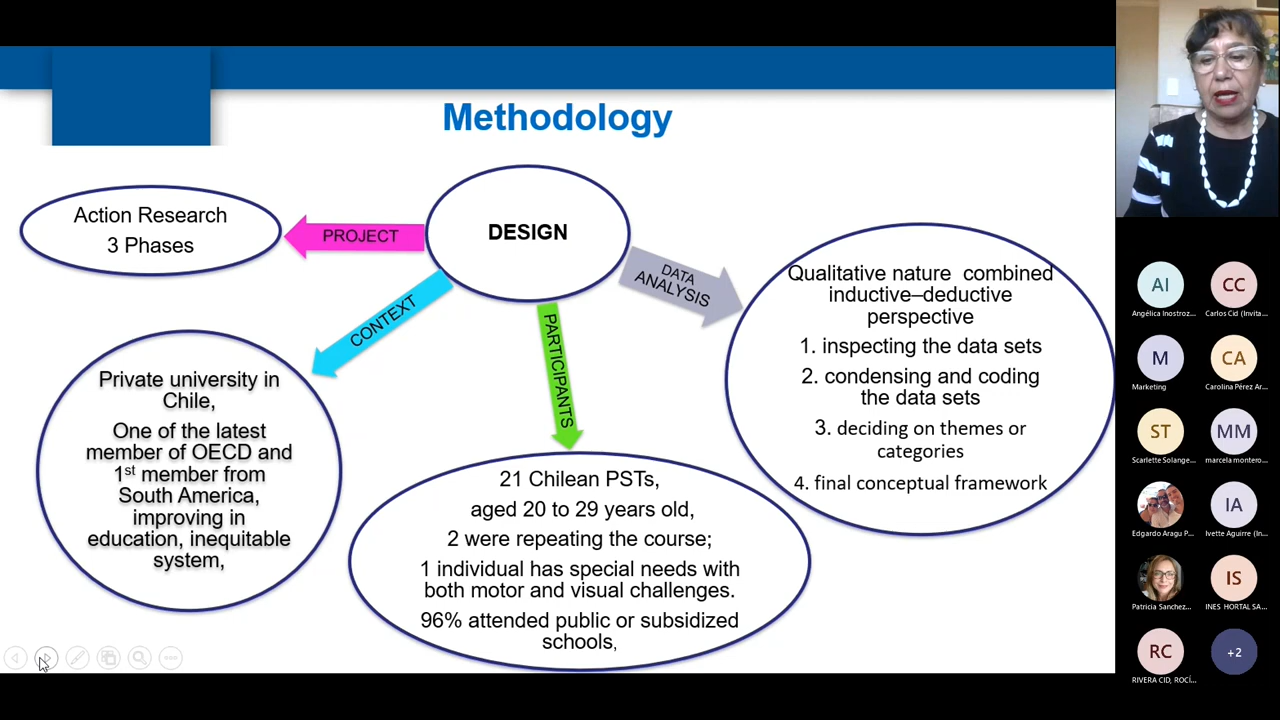 Methodology
Action Research
3 Phases
PROJECT
DESIGN
DATA
ANALYSIS
CONTEXT
PARTICIPANTS
Private university in
Chile,
One of the latest
member of OECD and
1st member from
South America,
improving in
education, inequitable
system,
21 Chilean PSTs,
aged 20 to 29 years old,
2 were repeating the course;
1 individual has special needs with
both motor and visual challenges.
96% attended public or subsidized
schools,
Qualitative nature combined
inductive–deductive
perspective
1. inspecting the data sets
2. condensing and coding
the data sets
3. deciding on themes or
categories
4. final conceptual framework
AI
CC
Angélica Inostroz...
Carlos Cid (Invita...
M
CA
Marketing
Carolina Pérez Ar...
ST
MM
Scarlette Solange...
marcela montero...
IA
Edgardo Aragu P...
Ivette Aguirre (In...
IS
Patricia Sanchez...
INES HORTAL SA...
RC
+2
RIVERA CID, ROCÍ...